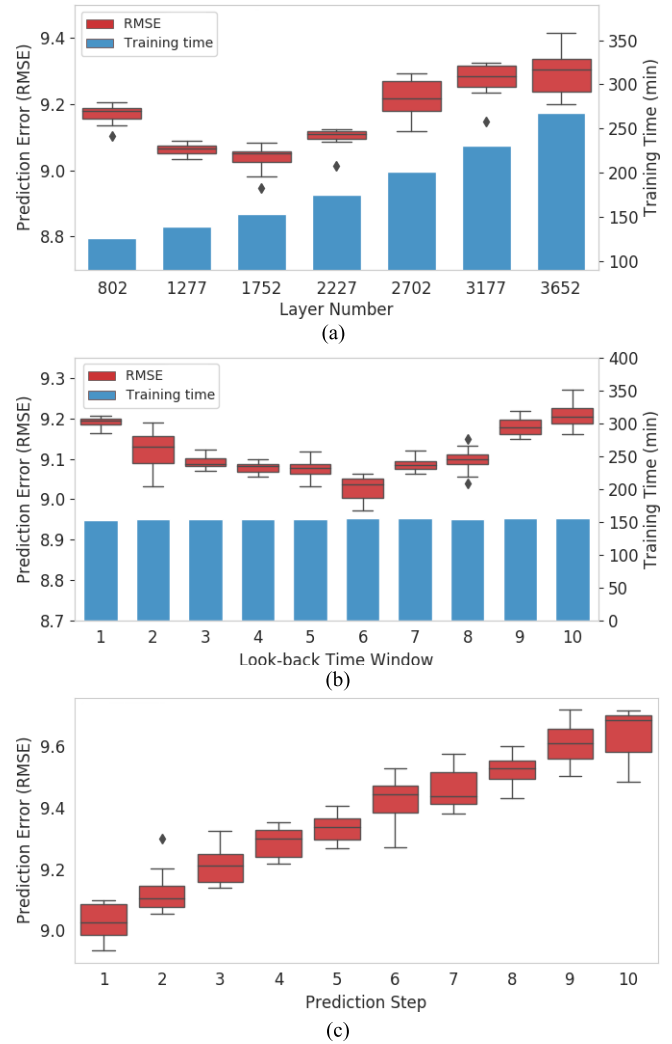 RMSE
Training time
9.4
9.2
9.0
8.8
Prediction Error (RMSE)
350
300
250
200
150
100
Training Time (min)
802 1277 1752 2227 2702 3177 3652
Layer Number
(a)
RMSE
Training time
9.3
9.2
9.1
9.0
8.9
8.8
8.7
Prediction Error (RMSE)
400
350
300
250
200
150
100
50
0
Training Time (min)
1 2 3 4 5 6 7 8 9 10
Look-back Time Window
(b)
9.6
9.4
9.2
9.0
Prediction Error (RMSE)
1 2 3 4 5 6 7 8 9 10
Prediction Step
(c)